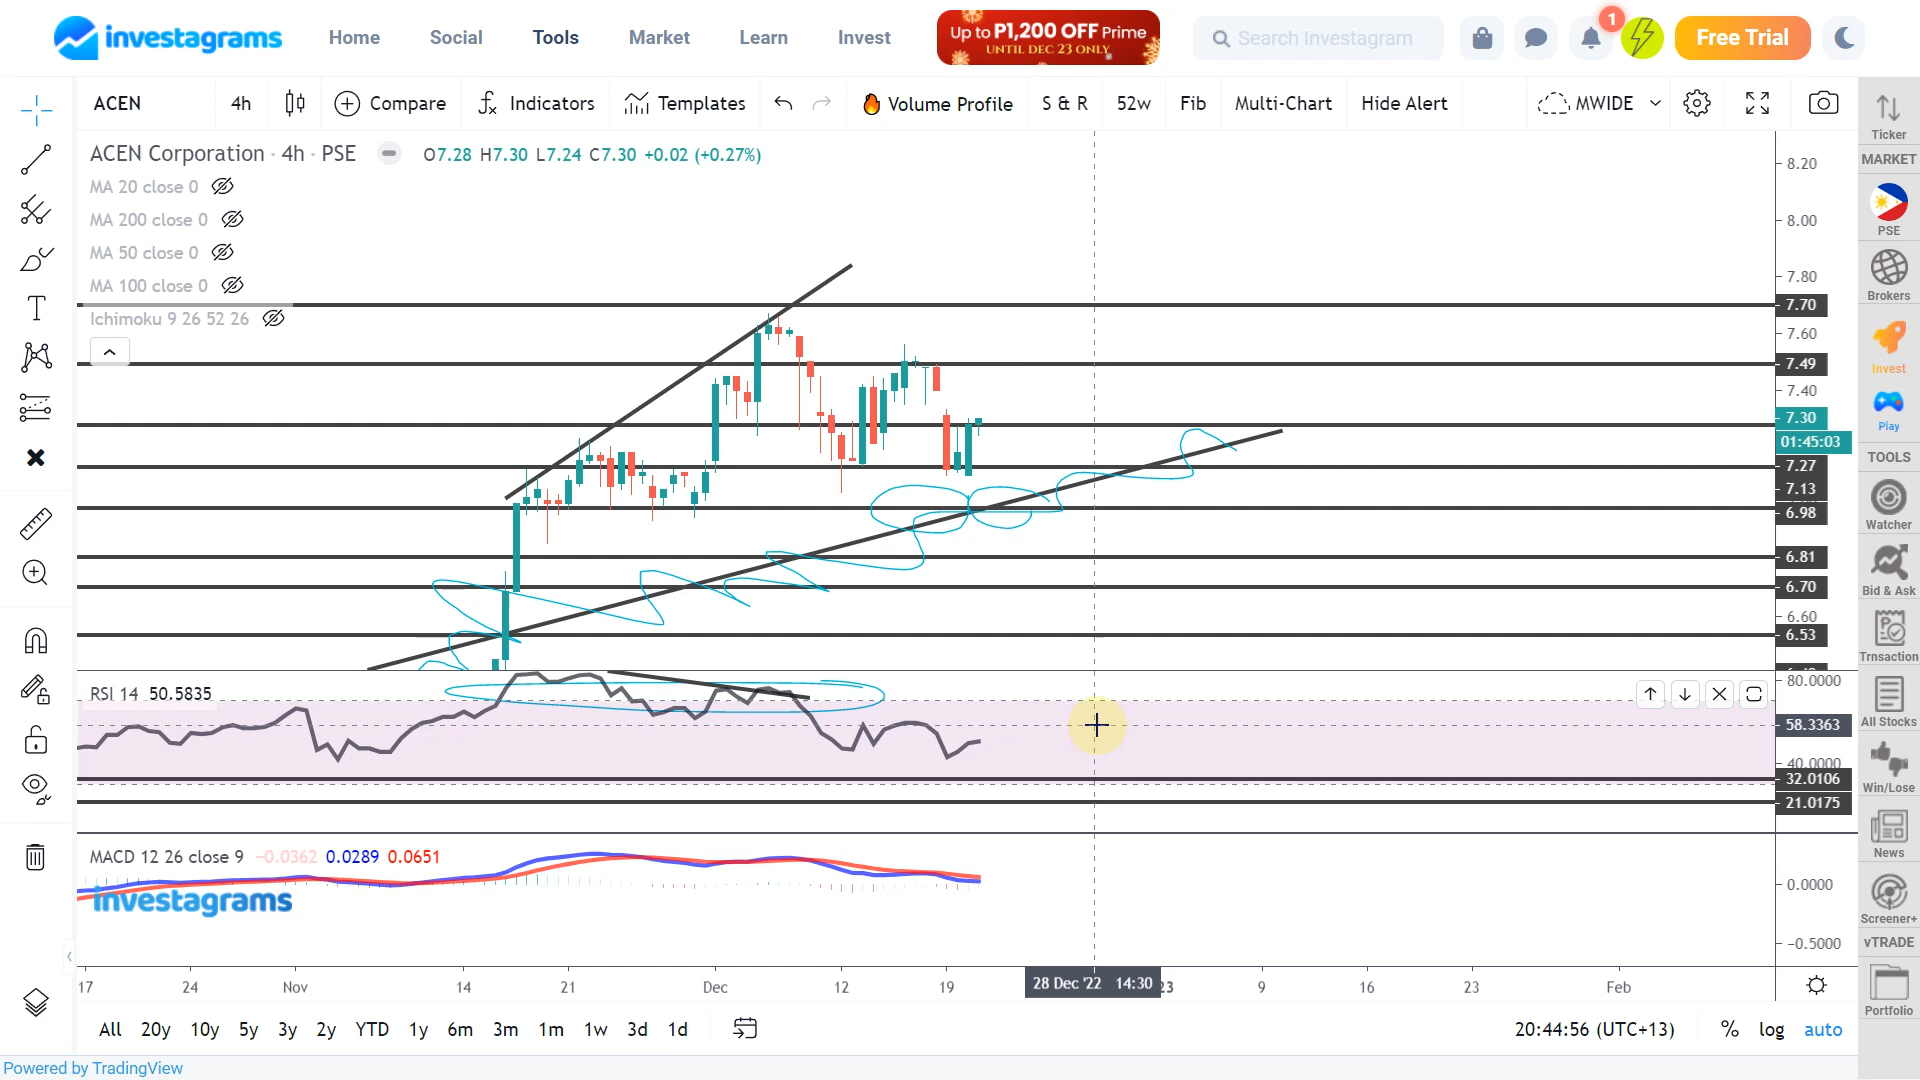 investagrams Home Social Tools Market Learn Invest Up to P1,200 OFF Prime Search Investagram 1 Free Trial
UNTIL DEC 23 ONLY
ACEN 4h Compare Indicators Templates Volume Profile S & R 52w Fib Multi-Chart Hide Alert MWIDE
ACEN Corporation · 4h · PSE O7.28 H7.30 L7.24 C7.30 +0.02 (+0.27%)
MA 20 close 0
MA 200 close 0
MA 50 close 0
MA 100 close 0
Ichimoku 9 26 52 26
8.20
8.00
7.80
7.70
7.60
7.49
7.40
7.30
01:45:03
7.27
7.13
6.98
6.81
6.70
6.60
6.53
RSI 14 50.5835
80.0000
58.3363
40.0000
32.0106
21.0175
MACD 12 26 close 9 −0.0362 0.0289 0.0651
investagrams
0.0000
−0.5000
17 24 Nov 14 21 Dec 12 19 28 Dec '22 14:30 23 9 16 23 Feb
All 20y 10y 5y 3y 2y YTD 1y 6m 3m 1m 1w 3d 1d 20:44:56 (UTC+13) % log auto
Powered by TradingView
Ticker
MARKET
PSE
Brokers
Invest
Play
TOOLS
Watcher
Bid & Ask
Trnsaction
All Stocks
Win/Lose
News
Screener+
vTRADE
Portfolio